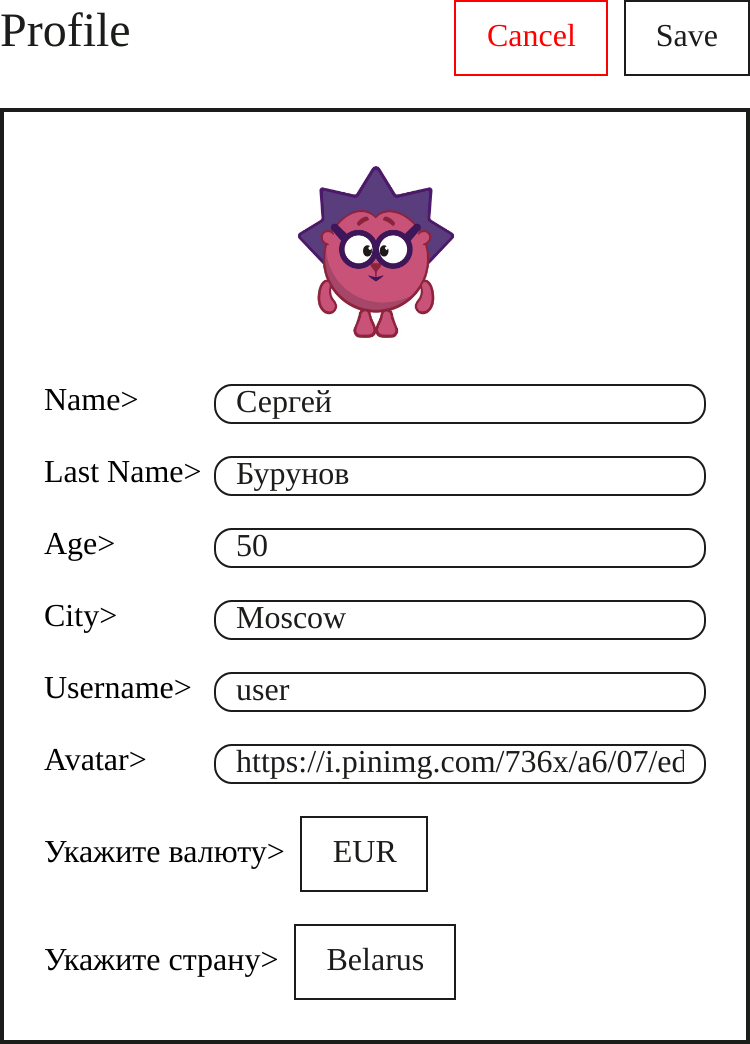 Profile Cancel Save
Name> Сергей
Last Name> Бурунов
Age> 50
City> Moscow
Username> user
Avatar> https://i.pinimg.com/736x/a6/07/ed
Укажите валюту> EUR
Укажите страну> Belarus